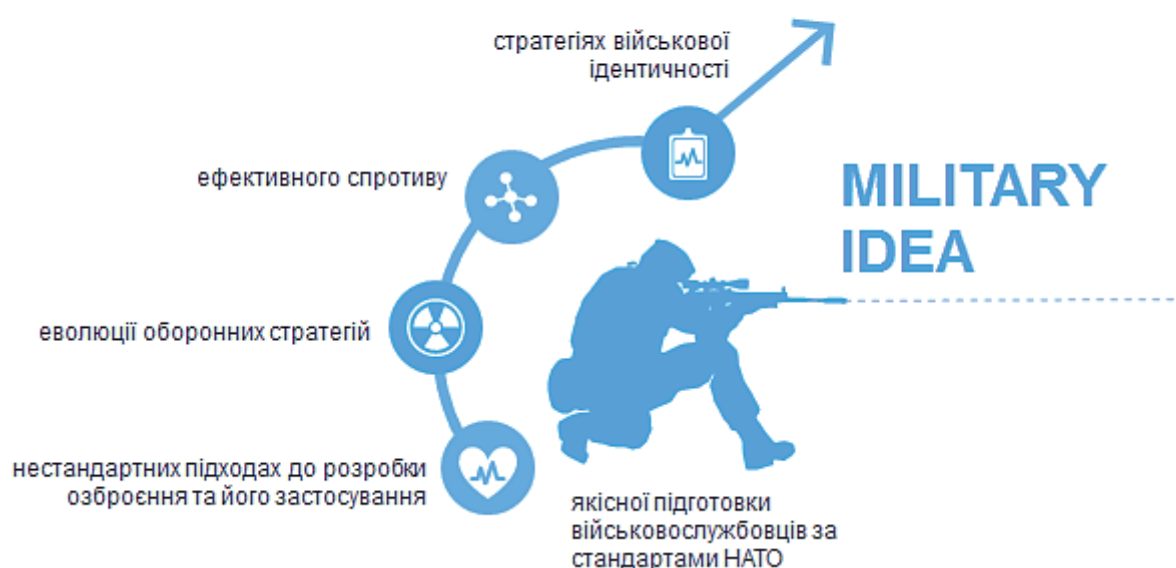 стратегіях військової
ідентичності
ефективного спротиву
MILITARY
IDEA
еволюції оборонних стратегій
нестандартних підходах до розробки
озброєння та його застосування
якісної підготовки
військовослужбовців за
стандартами НАТО